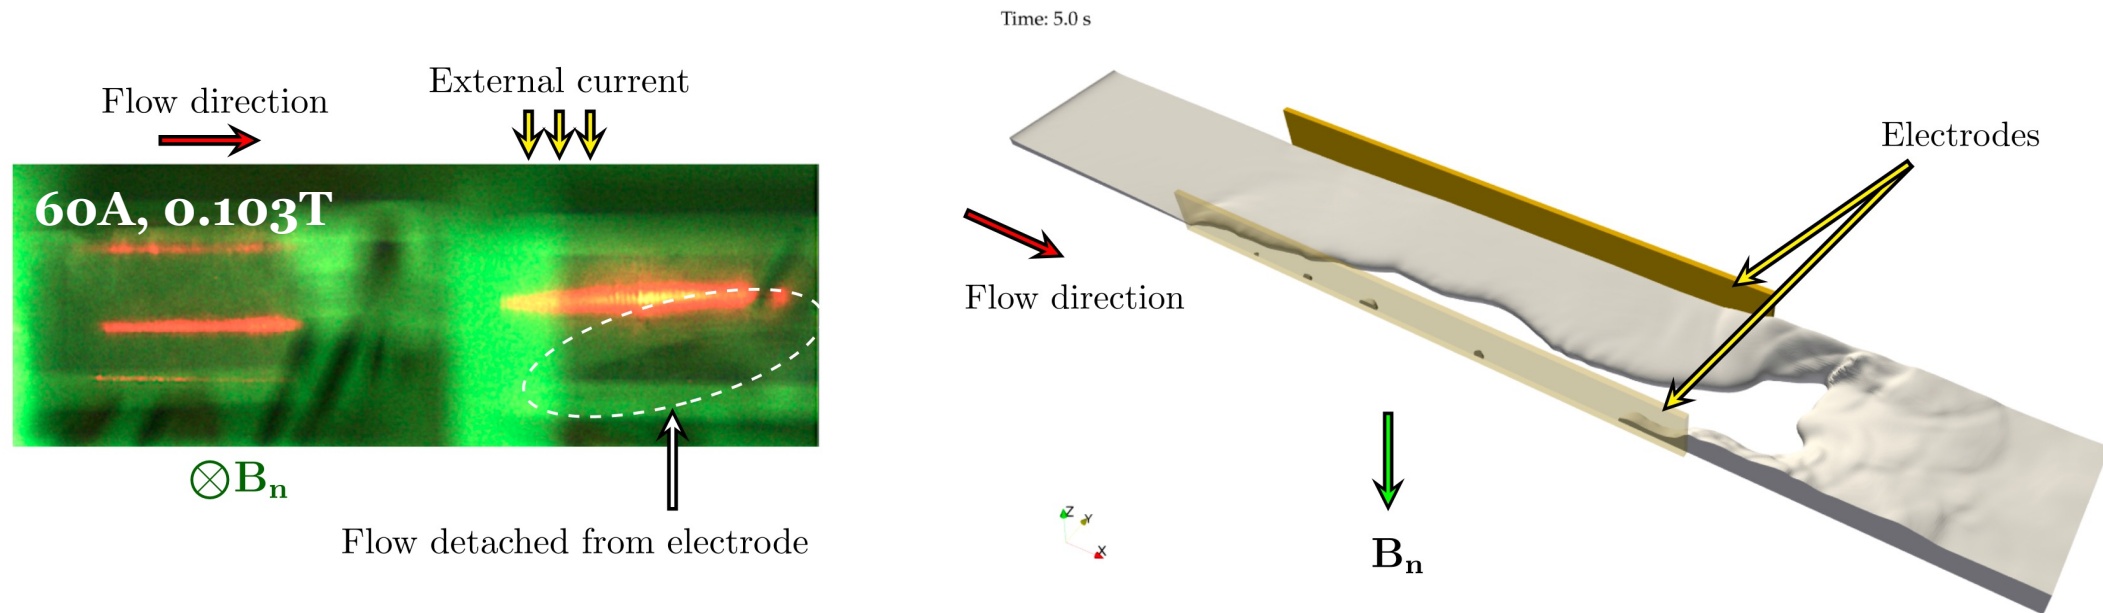 Time: 5.0 s
External current
Flow direction
Electrodes
60A, 0.103T
Flow direction
Bn
Flow detached from electrode
Bn
Z
Y
X